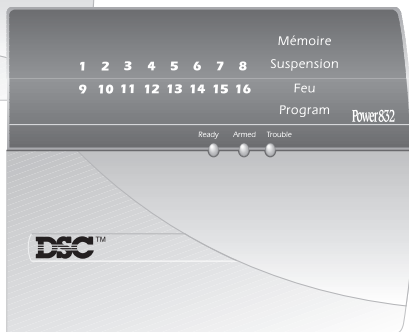 Mémoire
1 2 3 4 5 6 7 8 Suspension
9 10 11 12 13 14 15 16 Feu
Program
Power832
Ready Armed Trouble
DSC™